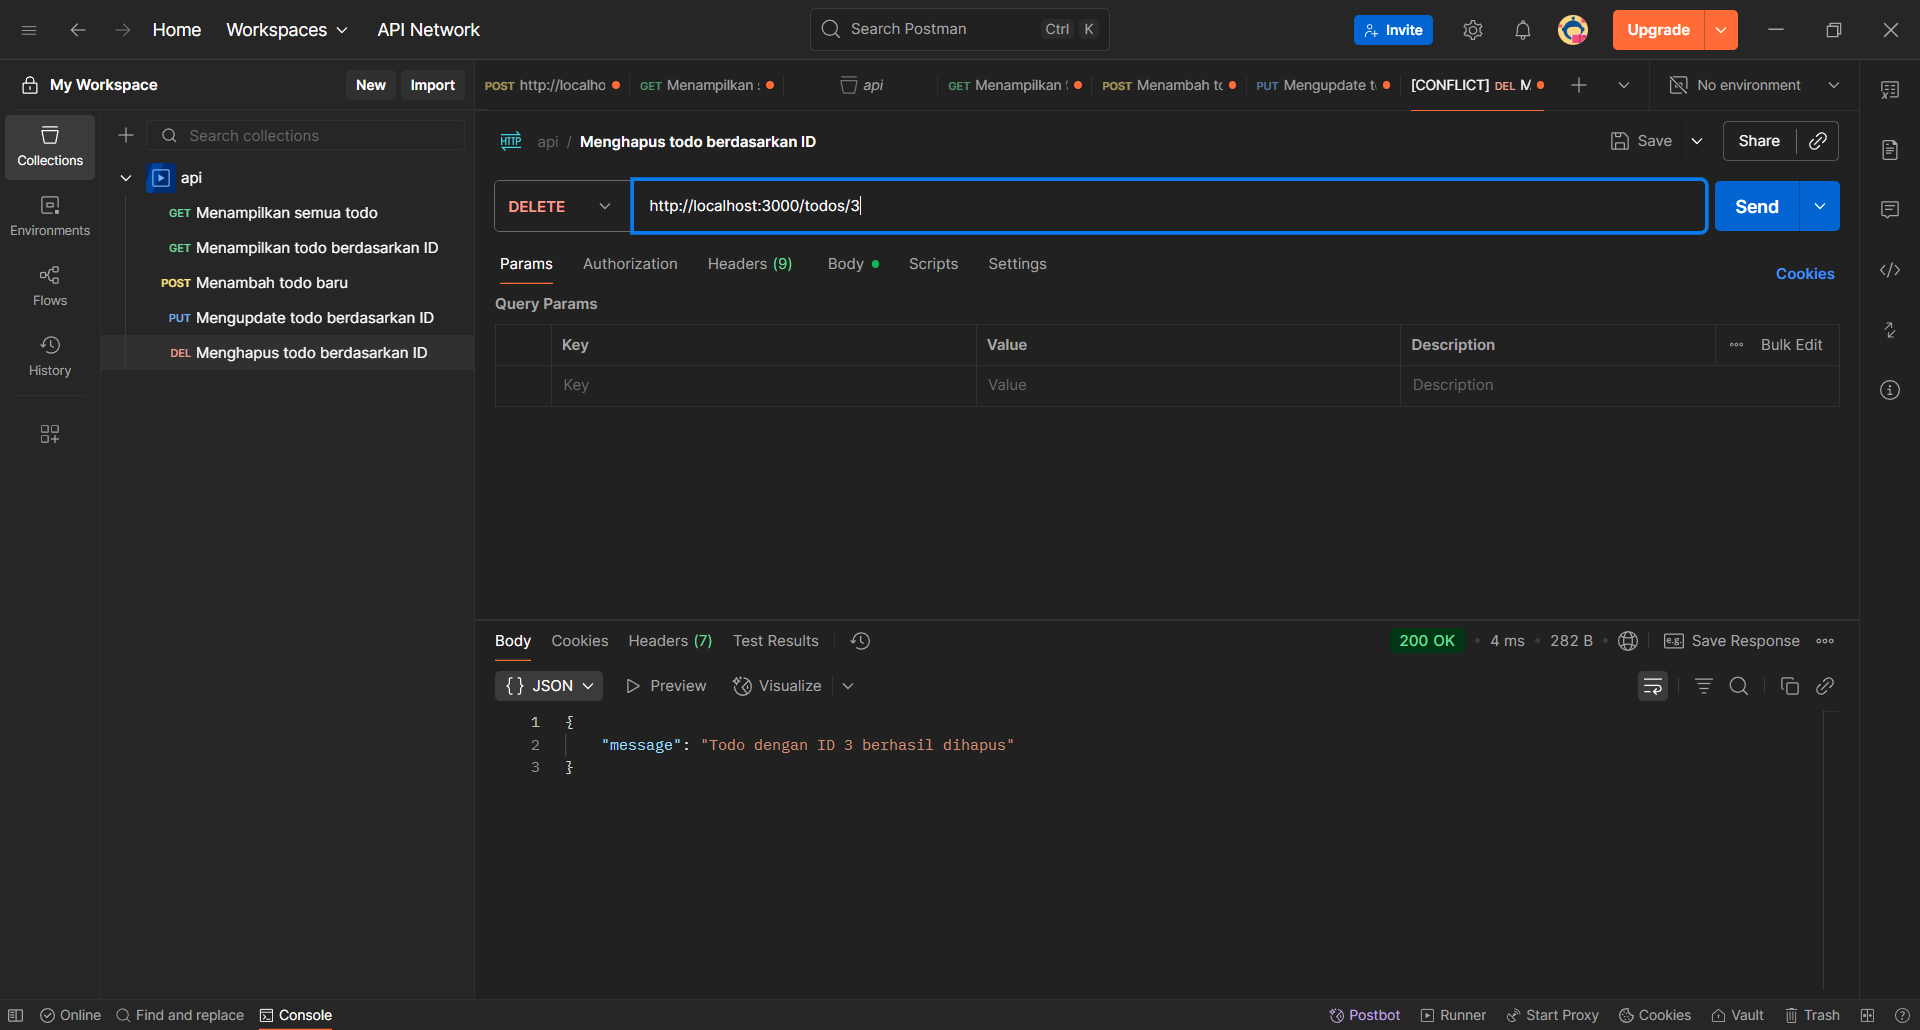 Home Workspaces API Network Search Postman Ctrl K Invite Upgrade
My Workspace New Import POST http://localho GET Menampilkan api GET Menampilkan POST Menambah to PUT Mengupdate [CONFLICT] DEL M No environment
Collections
Environments
Flows
History
Search collections
api
GET Menampilkan semua todo
GET Menampilkan todo berdasarkan ID
POST Menambah todo baru
PUT Mengupdate todo berdasarkan ID
DEL Menghapus todo berdasarkan ID
HTTP api / Menghapus todo berdasarkan ID Save Share
DELETE http://localhost:3000/todos/3 Send
Params Authorization Headers (9) Body Scripts Settings Cookies
Query Params
Key Value Description Bulk Edit
Key Value Description
Body Cookies Headers (7) Test Results 200 OK 4 ms 282 B e.g. Save Response
{} JSON Preview Visualize
1 {
2 "message": "Todo dengan ID 3 berhasil dihapus"
3 }
Online Find and replace Console Postbot Runner Start Proxy Cookies Vault Trash